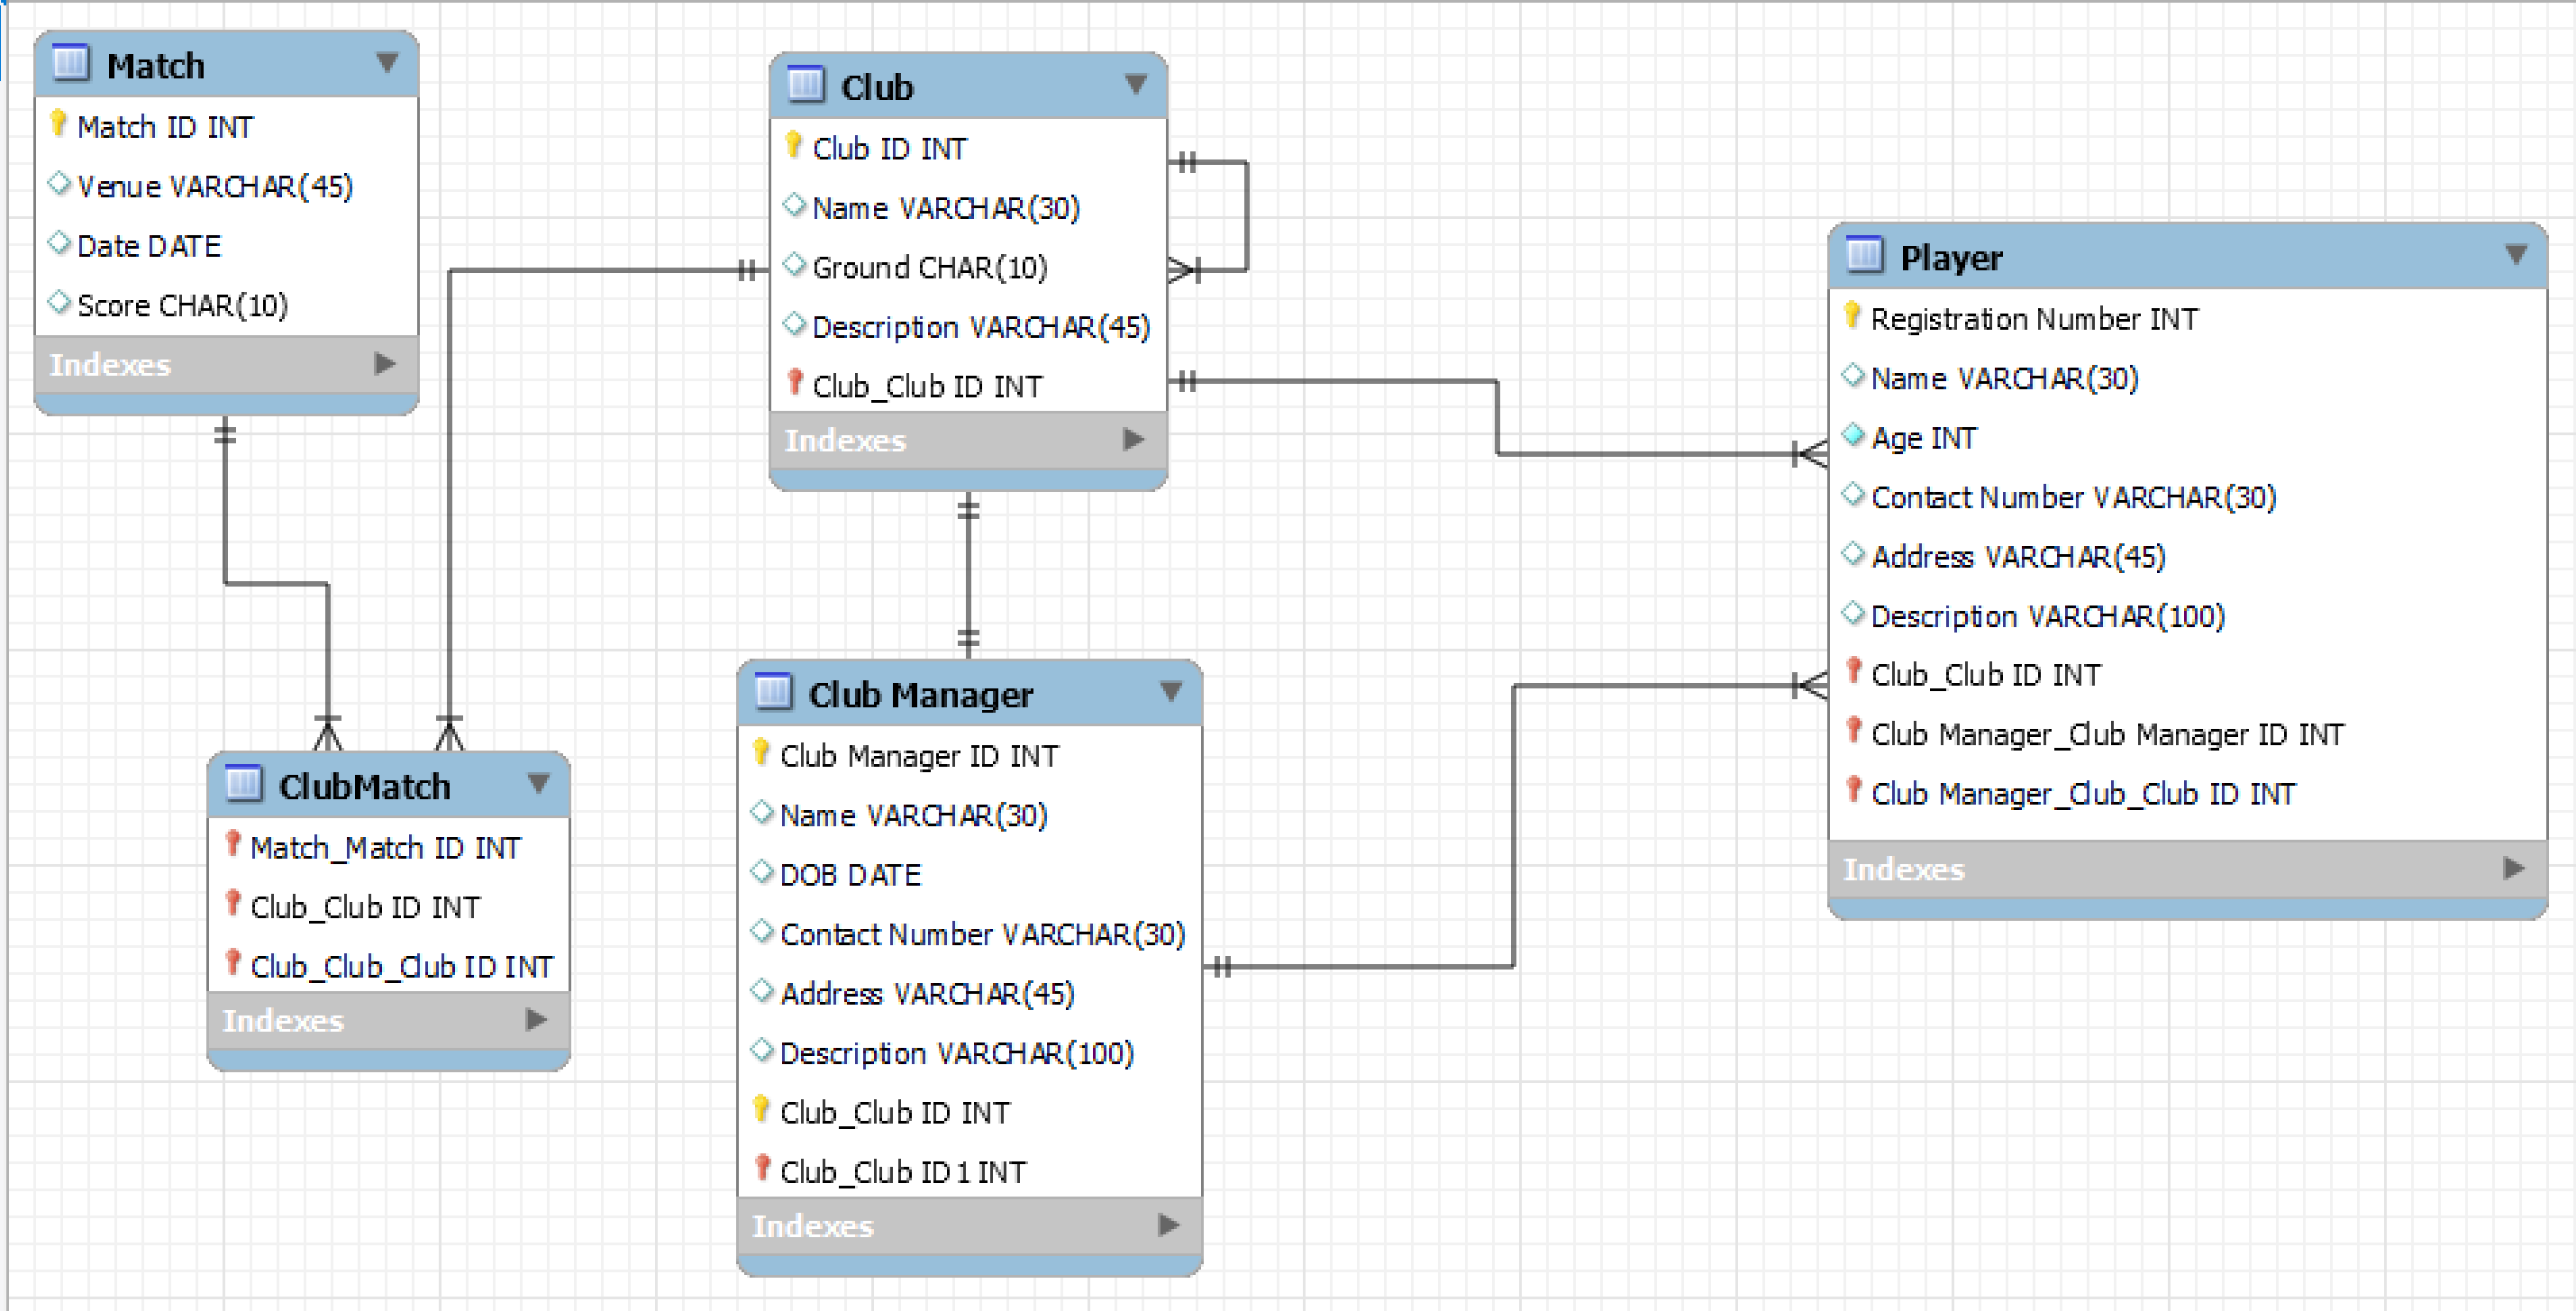 Match
Match ID INT
Venue VARCHAR(45)
Date DATE
Score CHAR(10)
Indexes
Club
Club ID INT
Name VARCHAR(30)
Ground CHAR(10)
Description VARCHAR(45)
Club_Club ID INT
Indexes
Player
Registration Number INT
Name VARCHAR(30)
Age INT
Contact Number VARCHAR(30)
Address VARCHAR(45)
Description VARCHAR(100)
Club_Club ID INT
Club Manager_Club Manager ID INT
Club Manager_Club_Club ID INT
Indexes
ClubMatch
Match_Match ID INT
Club_Club ID INT
Club_Club_Club ID INT
Indexes
Club Manager
Club Manager ID INT
Name VARCHAR(30)
DOB DATE
Contact Number VARCHAR(30)
Address VARCHAR(45)
Description VARCHAR(100)
Club_Club ID INT
Club_Club ID1 INT
Indexes